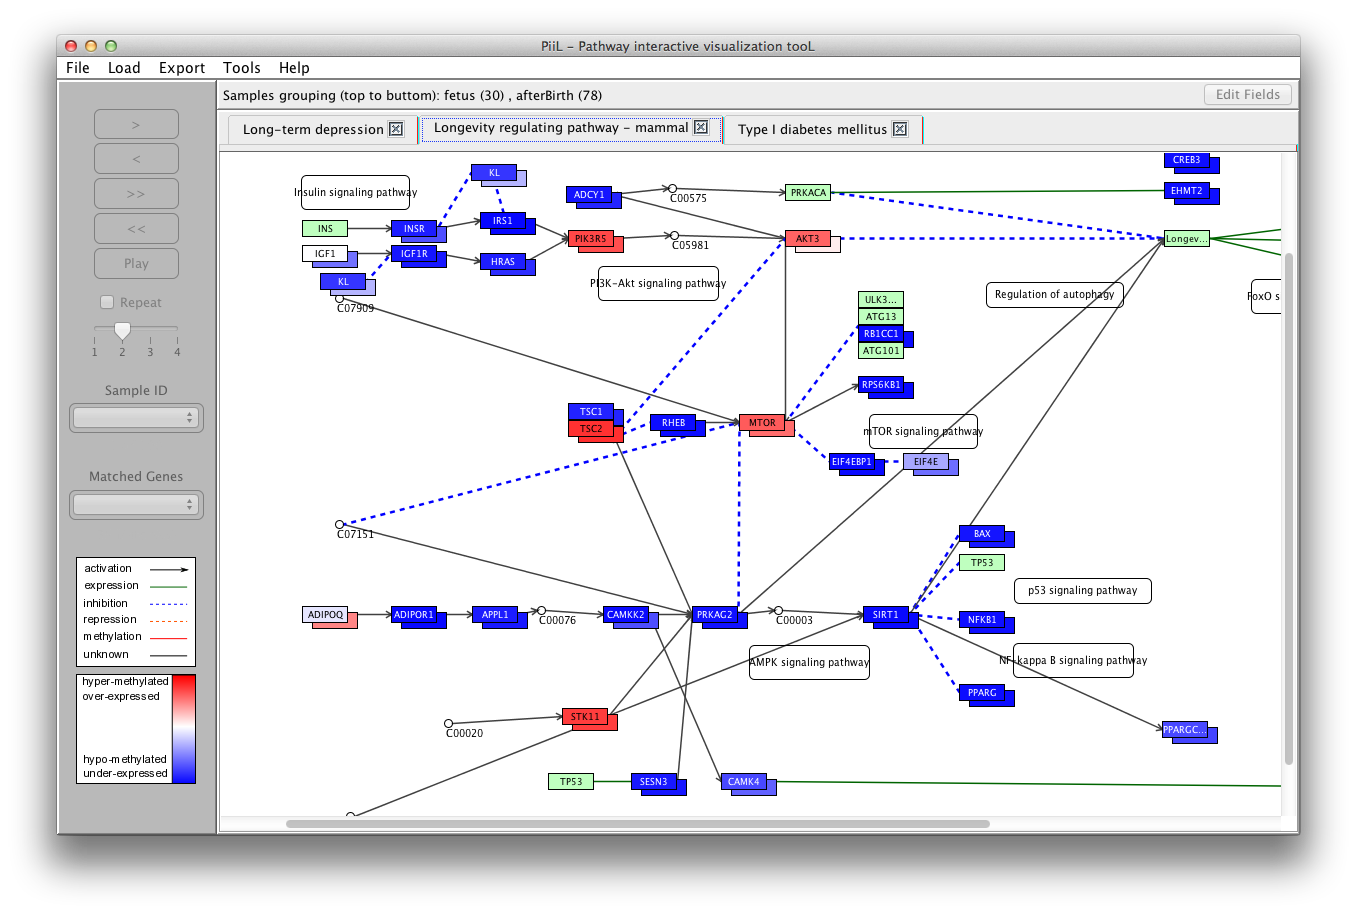 PiiL - Pathway interactive visualization tooL
File Load Export Tools Help
Samples grouping (top to buttom): fetus (30) , afterBirth (78)
Edit Fields
Long-term depression
Longevity regulating pathway - mammal
Type I diabetes mellitus
>
<
>>
<<
Play
Repeat
1 2 3 4
Sample ID
Matched Genes
activation
expression
inhibition
repression
methylation
unknown
hyper-methylated
over-expressed
hypo-methylated
under-expressed
CREB3
KL
Insulin signaling pathway
ADCY1
C00575
PRKACA
EHMT2
INS
INSR
IRS1
PIK3R5
C05981
AKT3
Longev...
IGF1
IGF1R
HRAS
KL
C07909
PI3K-Akt signaling pathway
Regulation of autophagy
FoxO s
ULK3...
ATG13
RB1CC1
ATG101
RPS6KB1
TSC1
TSC2
RHEB
MTOR
mTOR signaling pathway
EIF4EBP1
EIF4E
C07151
BAX
TP53
p53 signaling pathway
ADIPOQ
ADIPOR1
APPL1
C00076
CAMKK2
PRKAG2
C00003
SIRT1
NFKB1
AMPK signaling pathway
NF-kappa B signaling pathway
PPARG
STK11
C00020
PPARGC...
TP53
SESN3
CAMK4